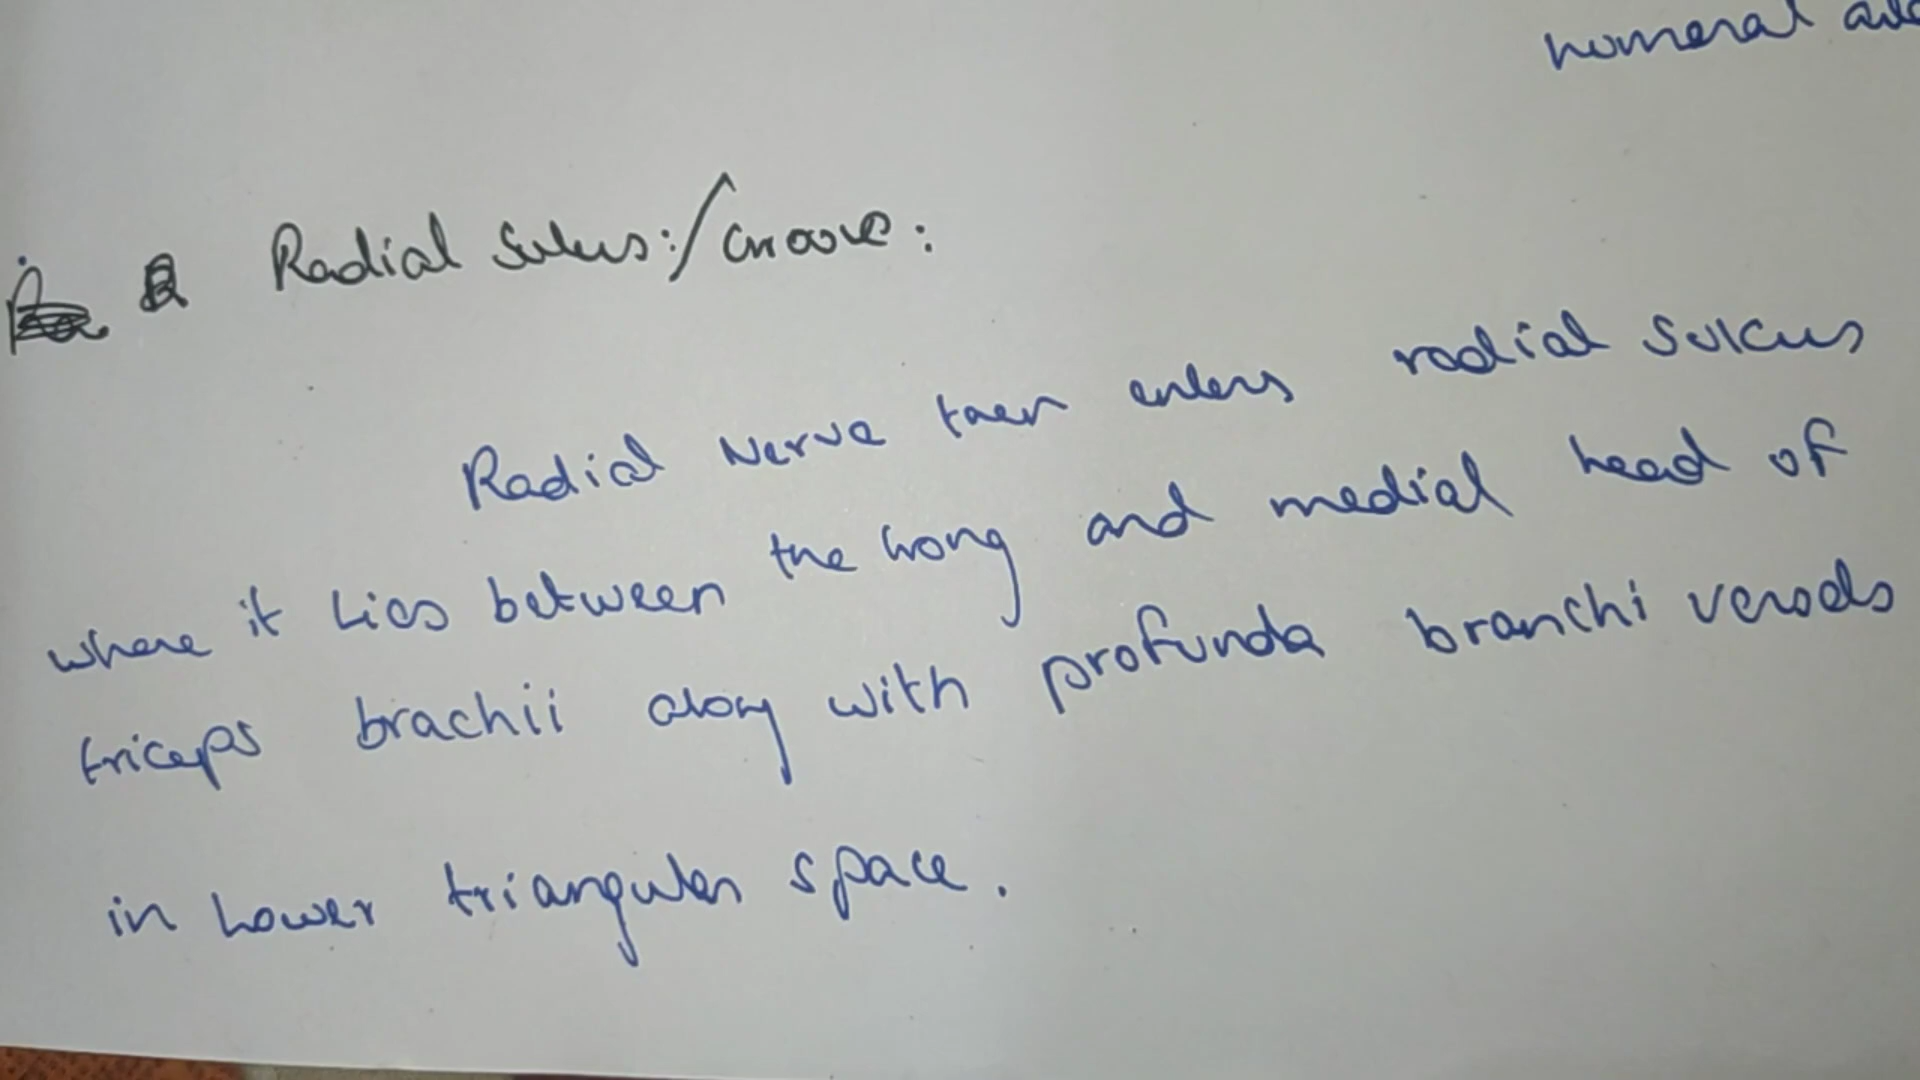 humeral
Radial Sulcus:/Groove:
Radial Nerve then enters radial sulcus
where it Lies between the Long and medial head of
triceps brachii along with profunda branchi vessels
in Lower triangular space.